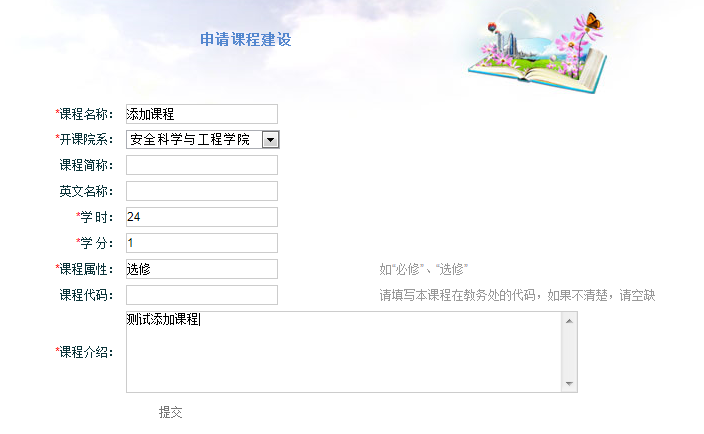 申请课程建设
*课程名称： 添加课程
*开课院系： 安全科学与工程学院
课程简称：
英文名称：
*学 时： 24
*学 分： 1
*课程属性： 选修 如“必修”、“选修”
课程代码： 请填写本课程在教务处的代码，如果不清楚，请空缺
测试添加课程
*课程介绍：
提交